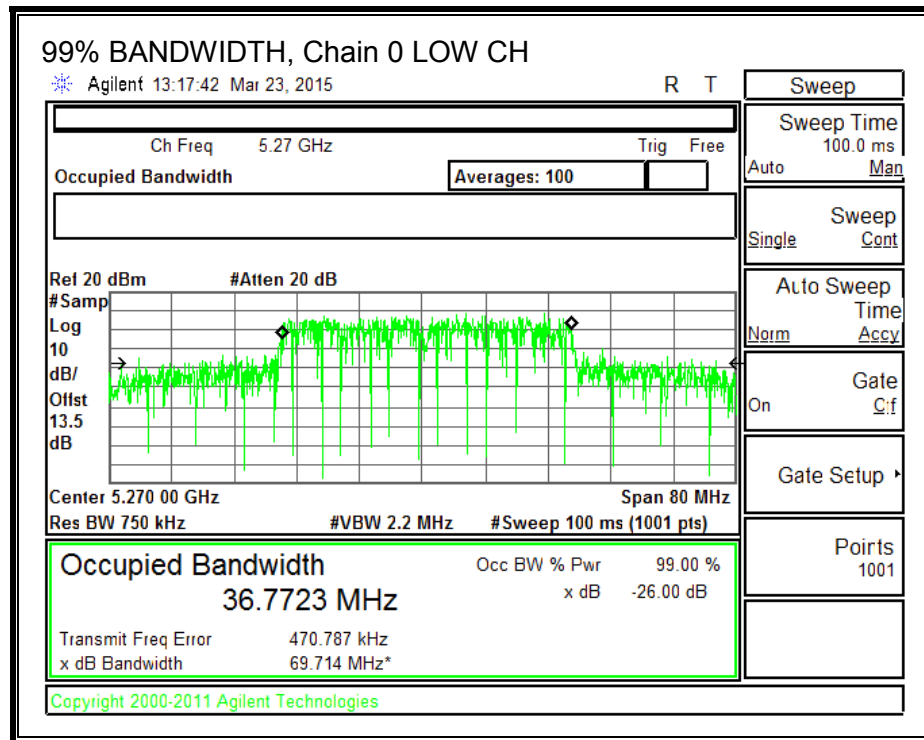 99% BANDWIDTH, Chain 0 LOW CH
Agilent 13:17:42 Mar 23, 2015 R T
Ch Freq 5.27 GHz Trig Free
Occupied Bandwidth Averages: 100
Ref 20 dBm #Atten 20 dB
#Samp
Log
10
dB/
Offst
13.5
dB
Center 5.270 00 GHz Span 80 MHz
Res BW 750 kHz #VBW 2.2 MHz #Sweep 100 ms (1001 pts)
Occupied Bandwidth Occ BW % Pwr 99.00 %
36.7723 MHz x dB -26.00 dB
Transmit Freq Error 470.787 kHz
x dB Bandwidth 69.714 MHz*
Copyright 2000-2011 Agilent Technologies
Sweep
Sweep Time
100.0 ms
Auto Man
Sweep
Single Cont
Auto Sweep
Time
Norm Accy
Gate
On Off
Gate Setup
Points
1001